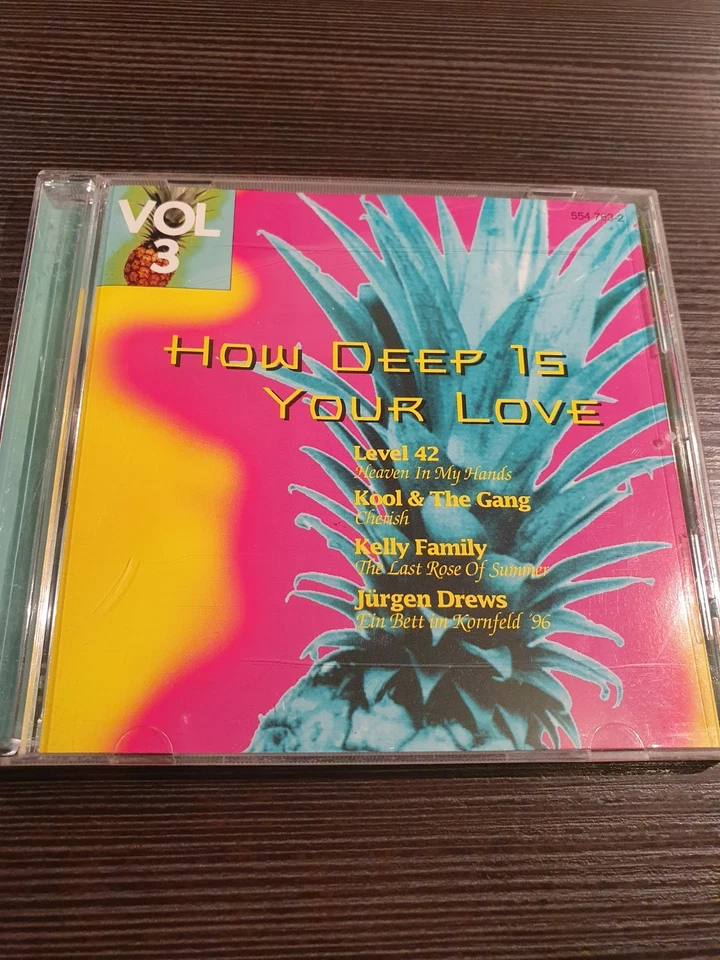 VOL
3
554 793-2
How Deep Is
Your Love
Level 42
Heaven In My Hands
Kool & The Gang
Cherish
Kelly Family
The Last Rose Of Summer
Jürgen Drews
Ein Bett im Kornfeld '96